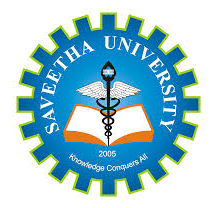 SAVEETHA UNIVERSITY
2005
Knowledge Conquers All